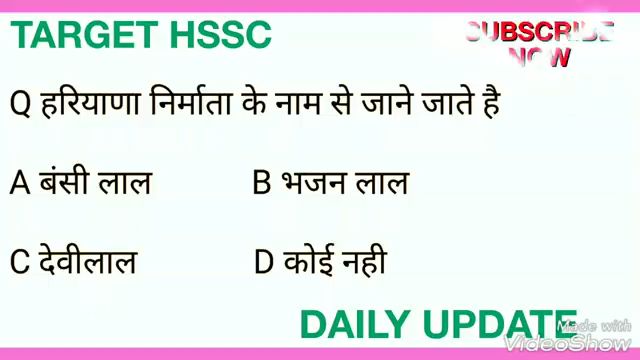 TARGET HSSC
SUBSCRIBE
NOW
Q हरियाणा निर्माता के नाम से जाने जाते है
A बंसी लाल
B भजन लाल
C देवीलाल
D कोई नही
DAILY UPDATE
Made with
VideoShow